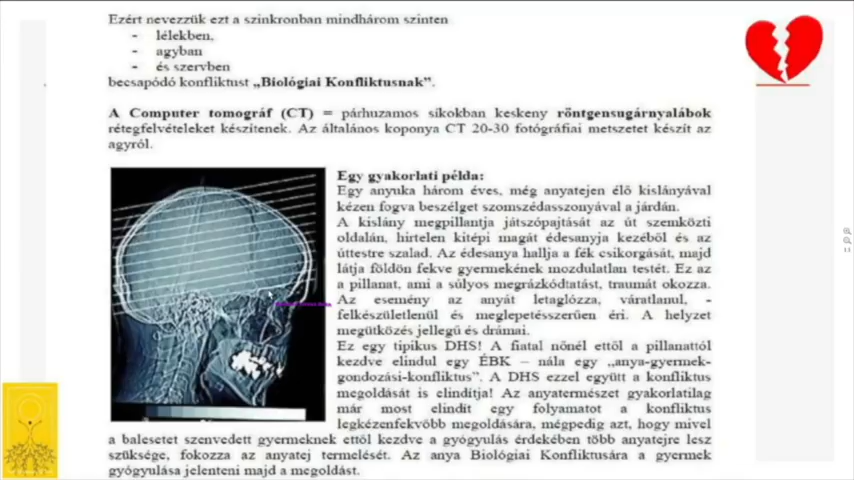 Ezért nevezzük ezt a szinkronban mindhárom szinten
- lélekben,
- agyban
- és szervben
becsapódó konfliktust „Biológiai Konfliktusnak”.
A Computer tomográf (CT) = párhuzamos síkokban keskeny röntgensugárnyalábok
rétegfelvételeket készítenek. Az általános koponya CT 20-30 fotógráfiai metszetet készít az
agyról.
Egy gyakorlati példa:
Egy anyuka három éves, még anyatejen élő kislányával
kézen fogva beszélget szomszédasszonyával a járdán.
A kislány megpillantja játszópajtását az út szemközti
oldalán, hirtelen kitépi magát édesanyja kezéből és az
úttestre szalad. Az édesanya hallja a fék csikorgását, majd
látja földön fekve gyermekének mozdulatlan testét. Ez az
a pillanat, ami a súlyos megrázkódtatást, traumát okozza.
Az esemény az anyát letaglózza, váratlanul, -
felkészületlenül és meglepetésszerűen éri. A helyzet
megütközés jellegű és drámai.
Ez egy tipikus DHS! A fiatal nőnél ettől a pillanattól
kezdve elindul egy ÉBK – nála egy „anya-gyermek-
gondozási-konfliktus”. A DHS ezzel együtt a konfliktus
megoldását is elindítja! Az anyatermészet gyakorlatilag
már most elindít egy folyamatot a konfliktus
legkézenfekvőbb megoldására, mégpedig azt, hogy mivel
a balesetet szenvedett gyermeknek ettől kezdve a gyógyulás érdekében több anyatejre lesz
szüksége, fokozza az anyatej termelését. Az anya Biológiai Konfliktusára a gyermek
gyógyulása jelenteni majd a megoldást.